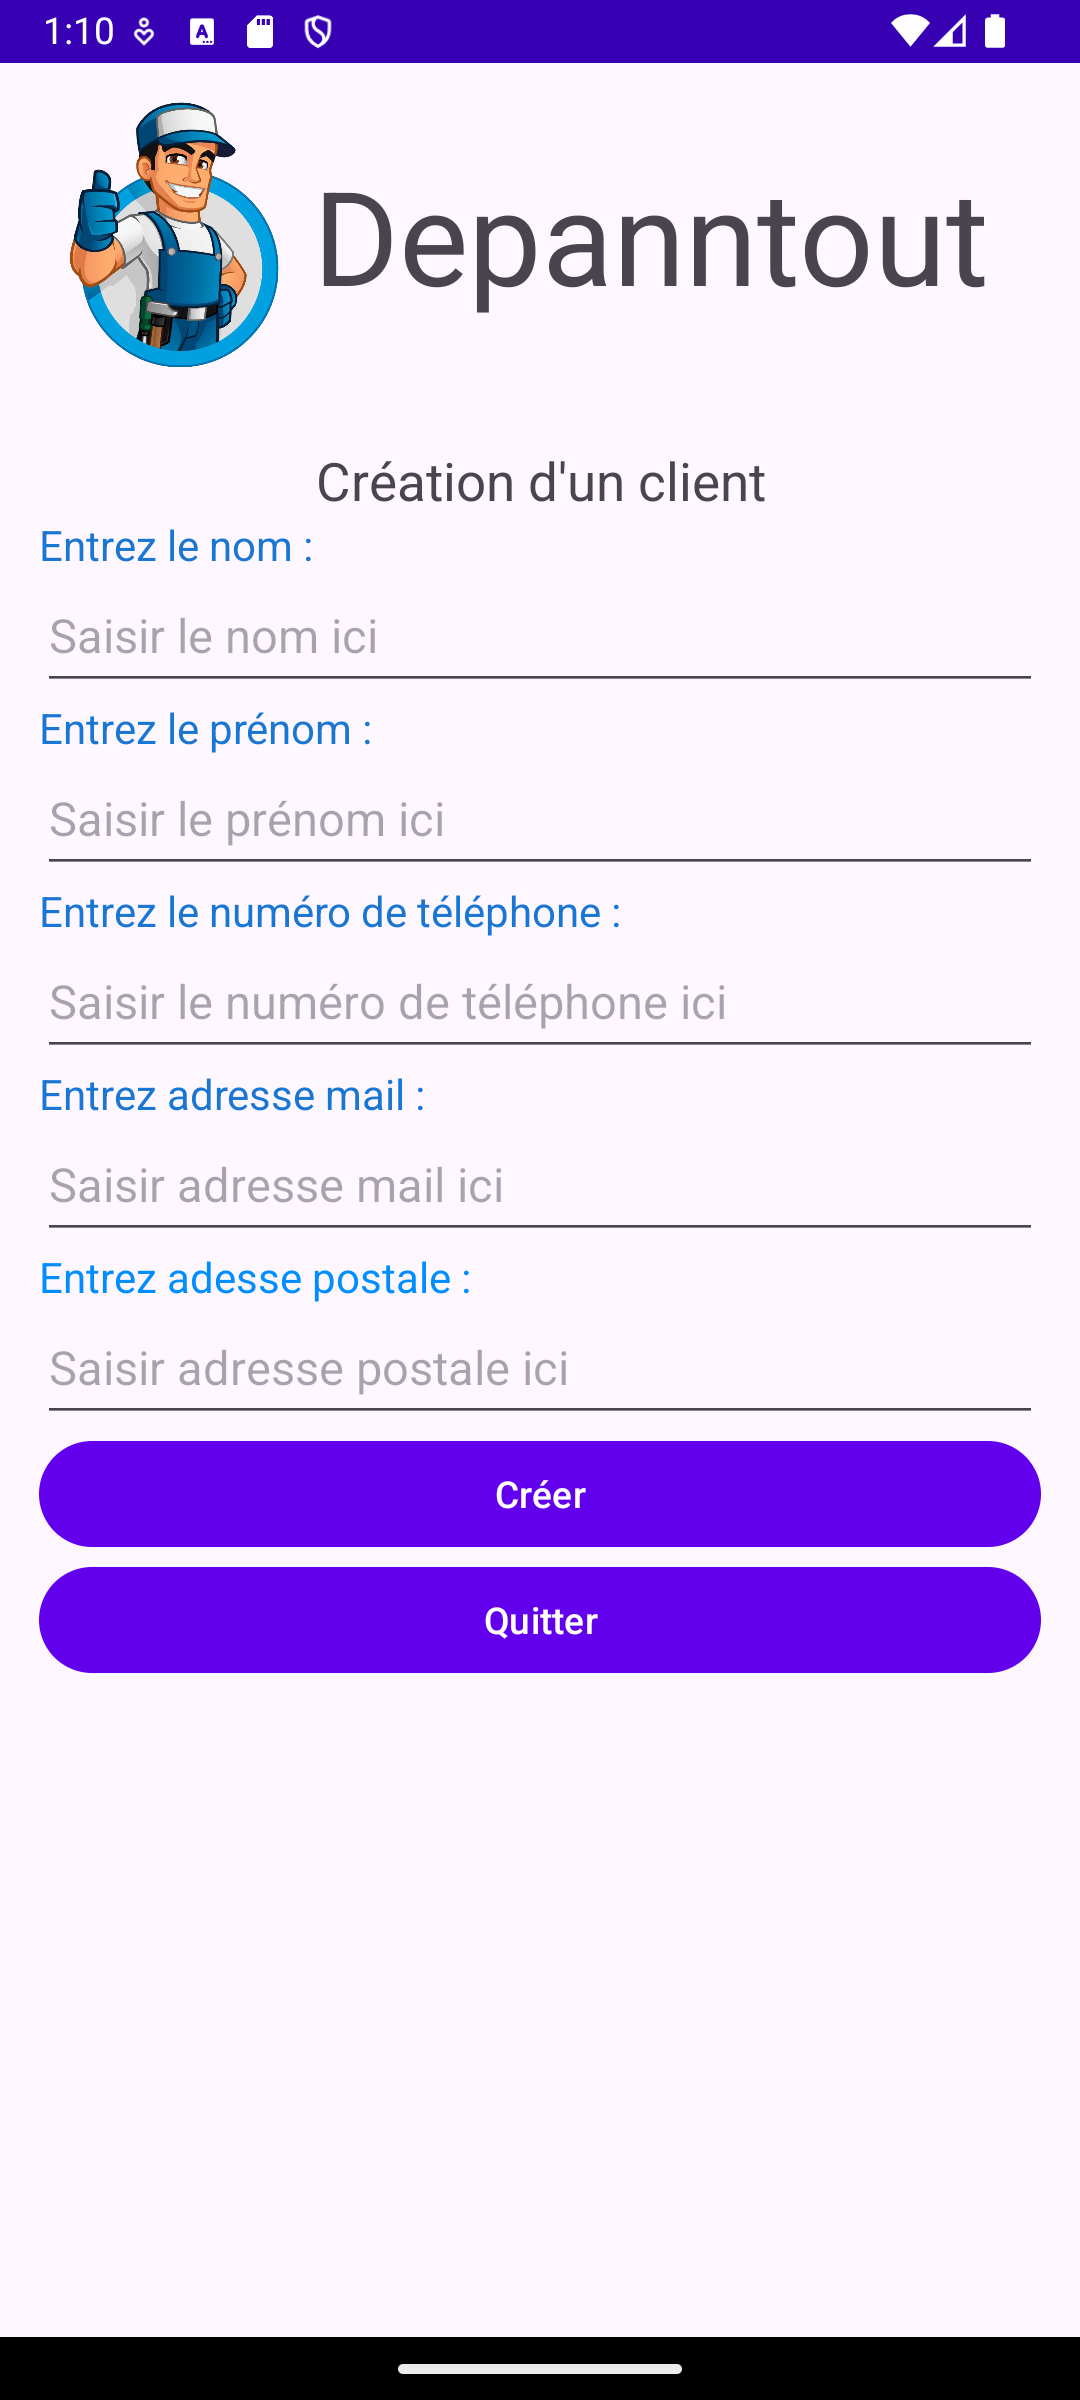 1:10
Depanntout
Création d'un client
Entrez le nom :
Saisir le nom ici
Entrez le prénom :
Saisir le prénom ici
Entrez le numéro de téléphone :
Saisir le numéro de téléphone ici
Entrez adresse mail :
Saisir adresse mail ici
Entrez adesse postale :
Saisir adresse postale ici
Créer
Quitter